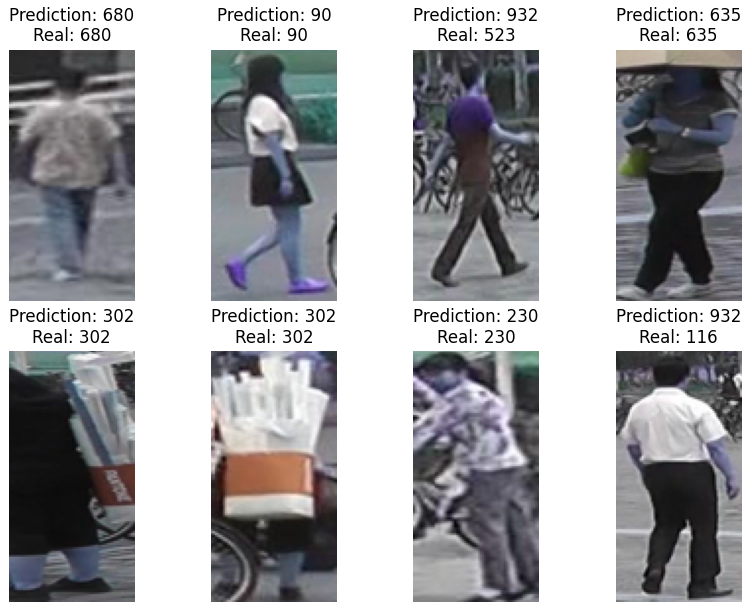 Prediction: 680
Real: 680
Prediction: 90
Real: 90
Prediction: 932
Real: 523
Prediction: 635
Real: 635
Prediction: 302
Real: 302
Prediction: 302
Real: 302
Prediction: 230
Real: 230
Prediction: 932
Real: 116
PANTONE